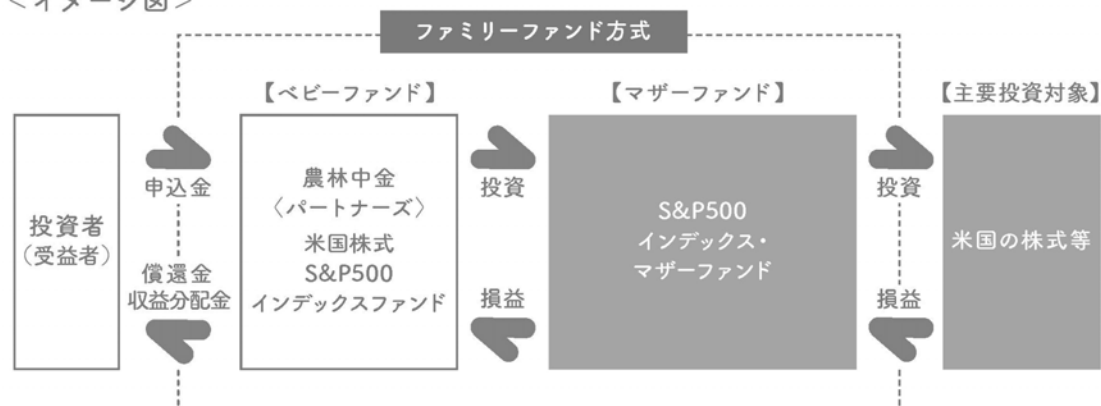 <イメージ図>
ファミリーファンド方式
【ベビーファンド】
【マザーファンド】
【主要投資対象】
投資者
(受益者)
申込金
償還金
収益分配金
農林中金
〈パートナーズ〉
米国株式
S&P500
インデックスファンド
投資
損益
S&P500
インデックス・
マザーファンド
投資
損益
米国の株式等